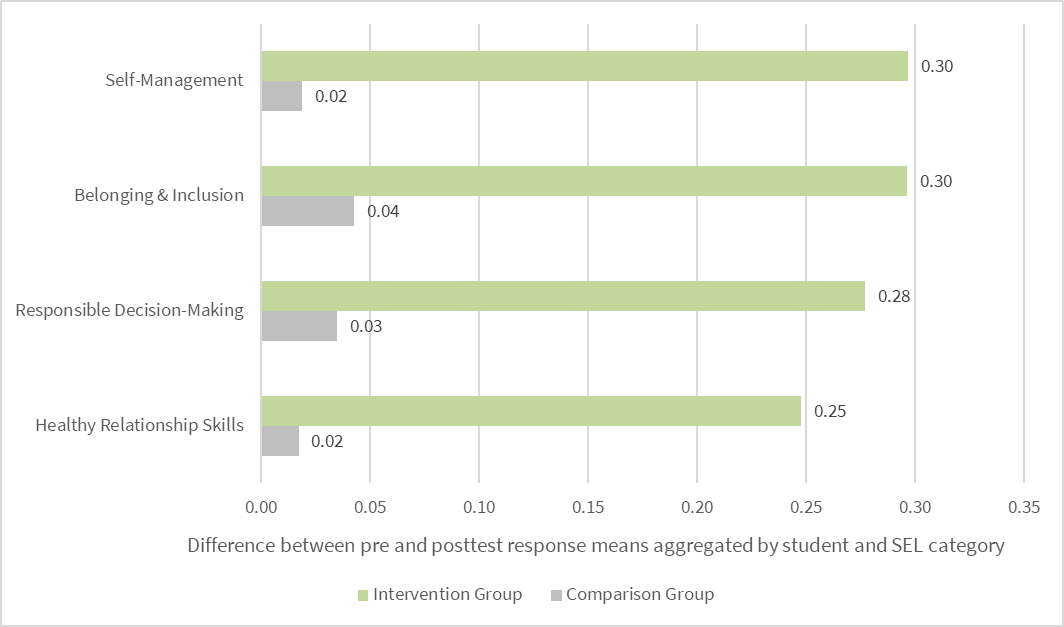 Self-Management
0.30
0.02
Belonging & Inclusion
0.30
0.04
Responsible Decision-Making
0.28
0.03
Healthy Relationship Skills
0.25
0.02
0.00 0.05 0.10 0.15 0.20 0.25 0.30 0.35
Difference between pre and posttest response means aggregated by student and SEL category
Intervention Group Comparison Group